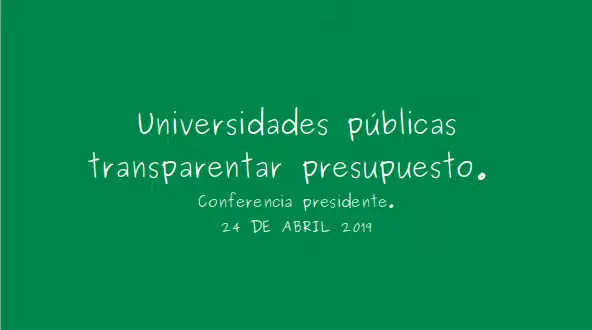 Universidades públicas
transparentar presupuesto.
Conferencia presidente.
24 DE ABRIL 2019